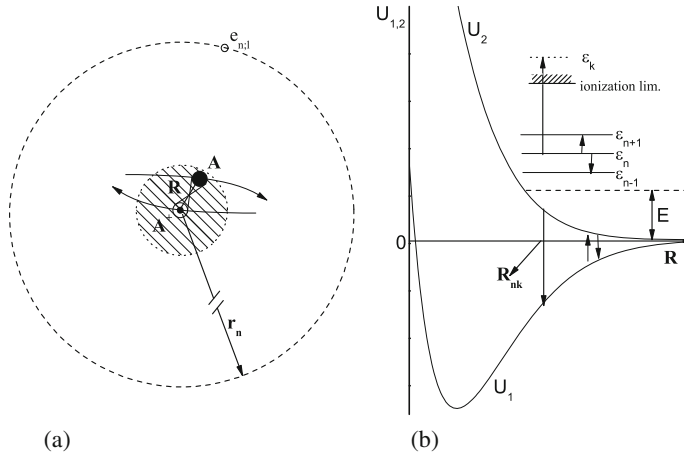 e_{n;l}
A
R
A^{+}
r_n
(a)
U_{1,2}
U_2
ε_k
ionization lim.
ε_{n+1}
ε_n
ε_{n-1}
E
0
R
R_{nk}
U_1
(b)